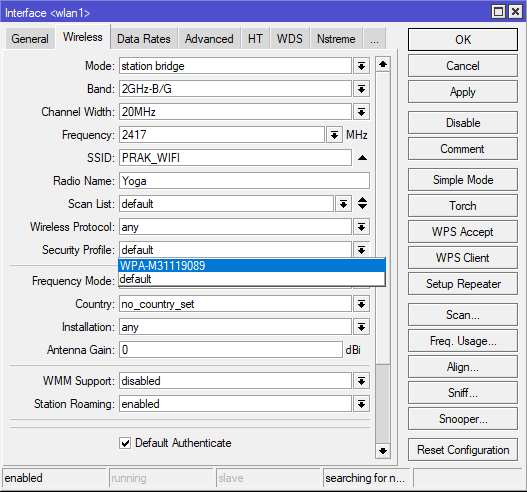 Interface <wlan1>
General Wireless Data Rates Advanced HT WDS Nstreme ...
Mode: station bridge
Band: 2GHz-B/G
Channel Width: 20MHz
Frequency: 2417 MHz
SSID: PRAK_WIFI
Radio Name: Yoga
Scan List: default
Wireless Protocol: any
Security Profile: default
WPA-M31119089
default
Frequency Mode:
Country: no_country_set
Installation: any
Antenna Gain: 0 dBi
WMM Support: disabled
Station Roaming: enabled
Default Authenticate
OK
Cancel
Apply
Disable
Comment
Simple Mode
Torch
WPS Accept
WPS Client
Setup Repeater
Scan...
Freq. Usage...
Align...
Sniff...
Snooper...
Reset Configuration
enabled running slave searching for n...